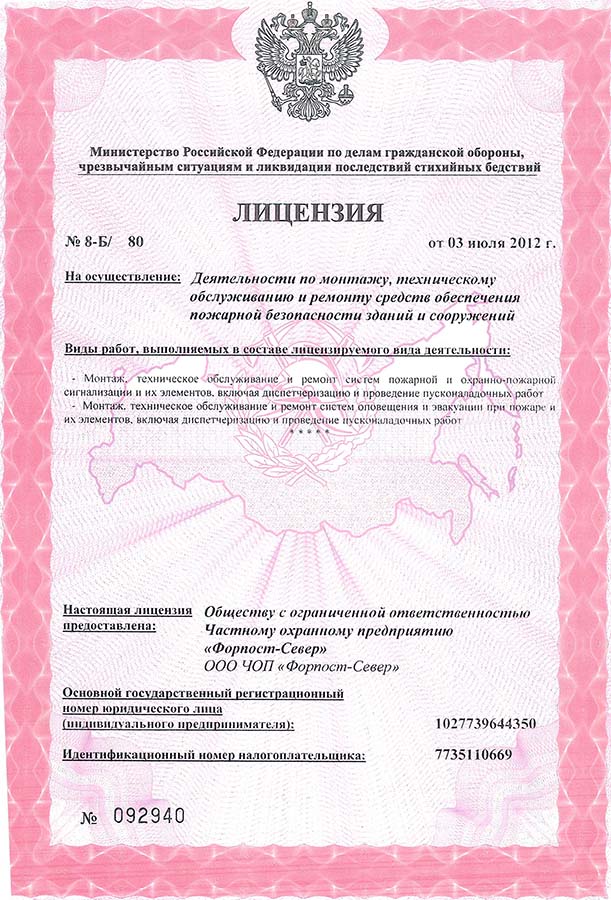 Министерство Российской Федерации по делам гражданской обороны,
чрезвычайным ситуациям и ликвидации последствий стихийных бедствий
ЛИЦЕНЗИЯ
№ 8-Б/ 80 от 03 июля 2012 г.
На осуществление: Деятельности по монтажу, техническому
обслуживанию и ремонту средств обеспечения
пожарной безопасности зданий и сооружений
Виды работ, выполняемых в составе лицензируемого вида деятельности:
- Монтаж, техническое обслуживание и ремонт систем пожарной и охранно-пожарной
сигнализации и их элементов, включая диспетчеризацию и проведение пусконаладочных работ
- Монтаж, техническое обслуживание и ремонт систем оповещения и эвакуации при пожаре и
их элементов, включая диспетчеризацию и проведение пусконаладочных работ
* * * * *
Настоящая лицензия Обществу с ограниченной ответственностью
предоставлена: Частному охранному предприятию
«Форпост-Север»
ООО ЧОП «Форпост-Север»
Основной государственный регистрационный
номер юридического лица
(индивидуального предпринимателя): 1027739644350
Идентификационный номер налогоплательщика: 7735110669
№ 092940